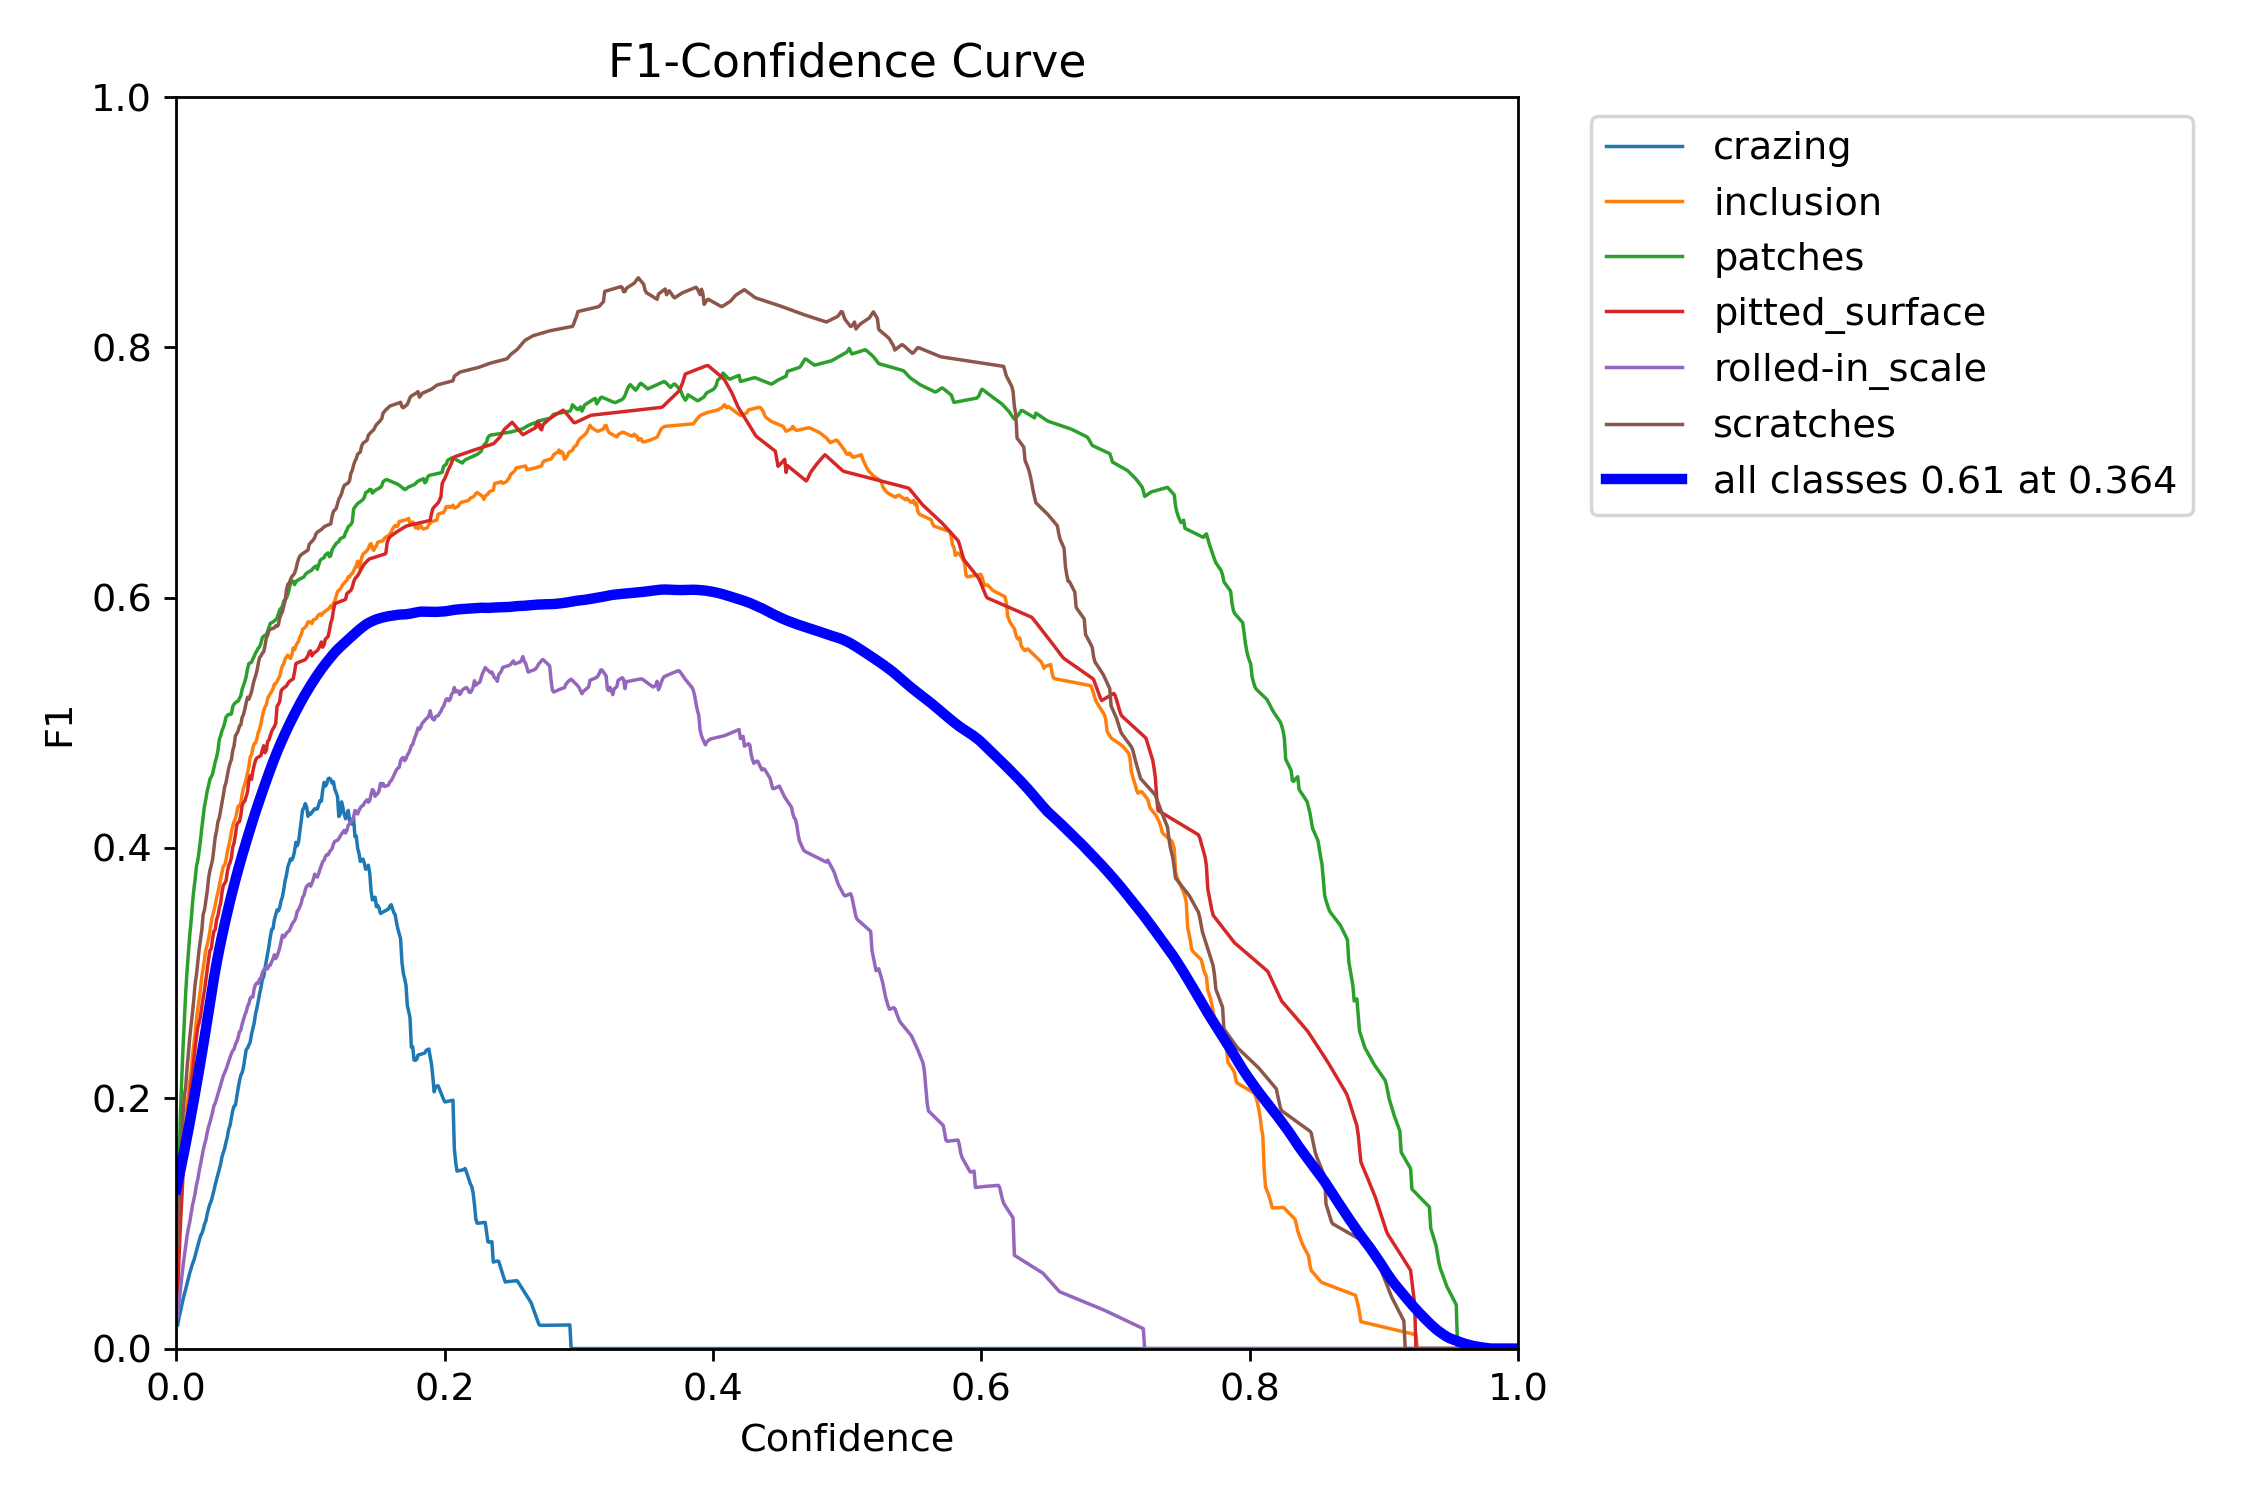 F1-Confidence Curve
1.0
0.8
0.6
0.4
0.2
0.0
F1
0.0 0.2 0.4 0.6 0.8 1.0
Confidence
crazing
inclusion
patches
pitted_surface
rolled-in_scale
scratches
all classes 0.61 at 0.364